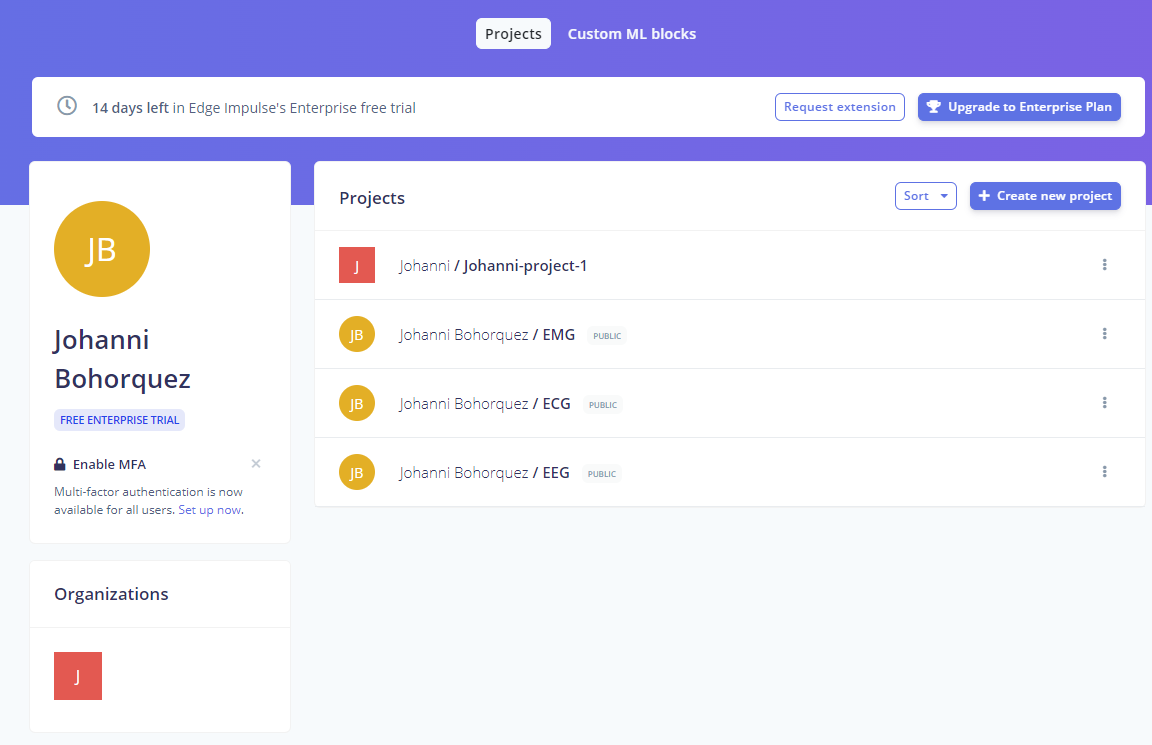 Projects
Custom ML blocks
14 days left in Edge Impulse's Enterprise free trial
Request extension
Upgrade to Enterprise Plan
JB
Johanni
Bohorquez
FREE ENTERPRISE TRIAL
Enable MFA
Multi-factor authentication is now
available for all users. Set up now.
Organizations
J
Projects
Sort
Create new project
J
Johanni / Johanni-project-1
JB
Johanni Bohorquez / EMG PUBLIC
JB
Johanni Bohorquez / ECG PUBLIC
JB
Johanni Bohorquez / EEG PUBLIC